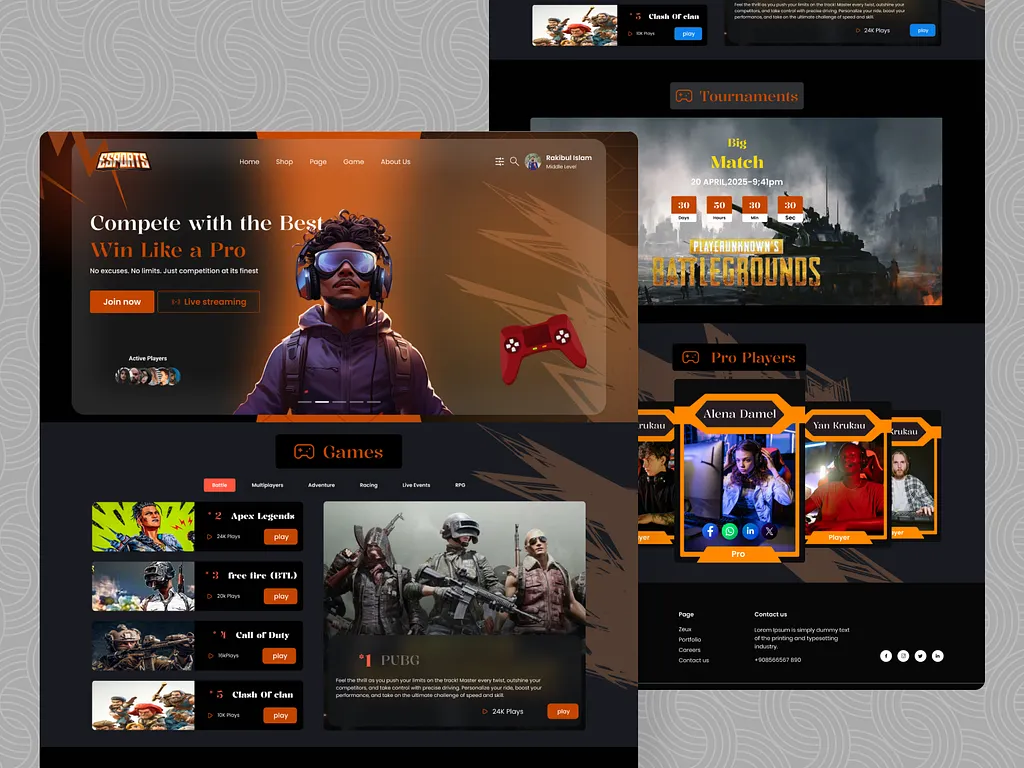 ESPORTS
Home
Shop
Page
Game
About Us
Rakibul Islam
Middle Level
Compete with the Best
Win Like a Pro
No excuses. No limits. Just competition at its finest
Join now
Live streaming
Active Players
Games
Battle
Multiplayers
Adventure
Racing
Live Events
RPG
°2 Apex Legends
24K Plays
play
°3 free fire (BTL)
20k Plays
play
°4 Call of Duty
16kPlays
play
°5 Clash Of clan
10K Plays
play
°1 PUBG
Feel the thrill as you push your limits on the track! Master every twist, outshine your
competitors, and take control with precise driving. Personalize your ride, boost your
performance, and take on the ultimate challenge of speed and skill.
24K Plays
play
°5 Clash Of clan
10K Plays
play
Feel the thrill as you push your limits on the track! Master every twist, outshine your
competitors, and take control with precise driving. Personalize your ride, boost your
performance, and take on the ultimate challenge of speed and skill.
24K Plays
play
Tournaments
Big
Match
20 APRIL,2025-9;41pm
30
Days
50
Hours
30
Min
30
Sec
PLAYERUNKNOWN'S
BATTLEGROUNDS
Pro Players
rukau
Alena Damel
Yan Krukau
Krukau
yer
Pro
Player
yer
Page
Zeux
Portfolio
Careers
Contact us
Contact us
Lorem Ipsum is simply dummy text
of the printing and typesetting
industry.
+908566567 890